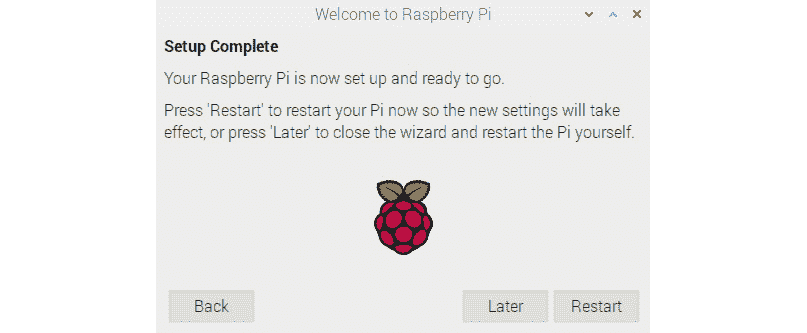 Welcome to Raspberry Pi
Setup Complete
Your Raspberry Pi is now set up and ready to go.
Press 'Restart' to restart your Pi now so the new settings will take
effect, or press 'Later' to close the wizard and restart the Pi yourself.
Back
Later
Restart